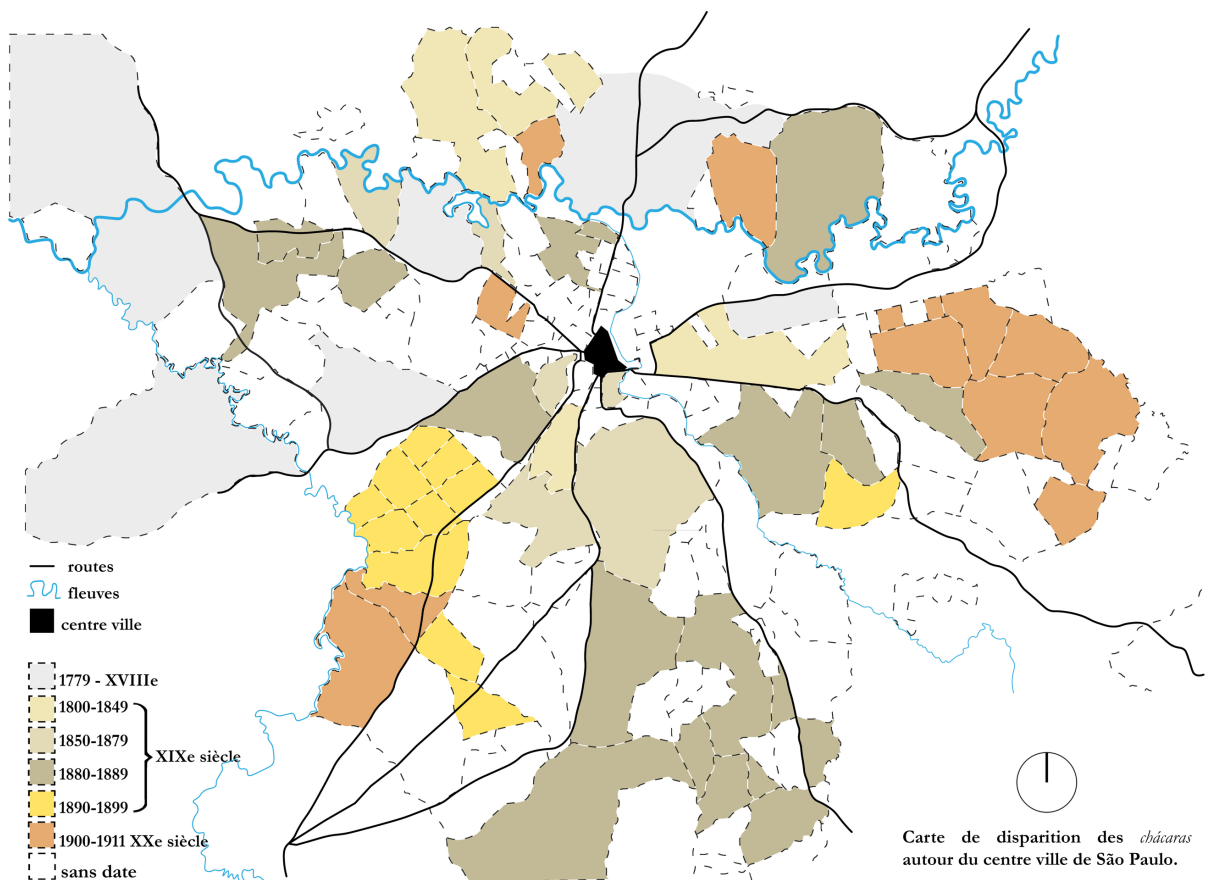 routes
fleuves
centre ville
1779 - XVIIIe
1800-1849
1850-1879
XIXe siècle
1880-1889
1890-1899
1900-1911 XXe siècle
sans date
Carte de disparition des chácaras
autour du centre ville de São Paulo.